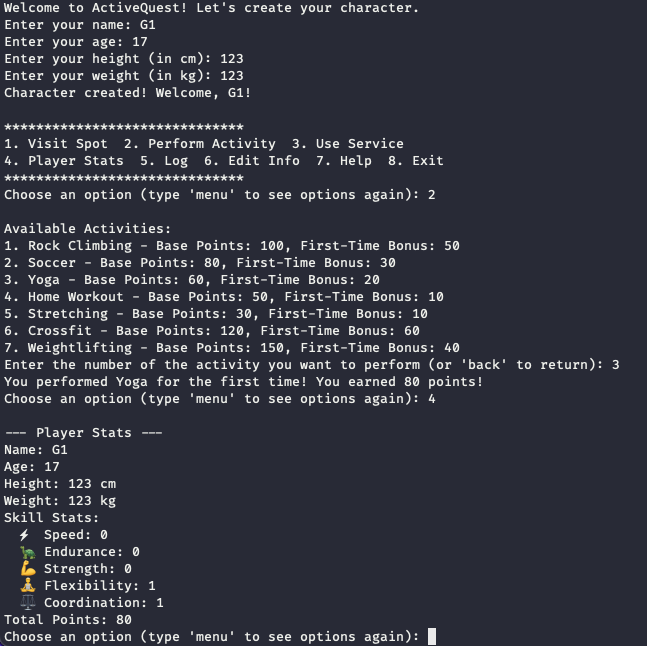 Welcome to ActiveQuest! Let's create your character.
Enter your name: G1
Enter your age: 17
Enter your height (in cm): 123
Enter your weight (in kg): 123
Character created! Welcome, G1!
******************************
1. Visit Spot  2. Perform Activity  3. Use Service
4. Player Stats  5. Log  6. Edit Info  7. Help  8. Exit
******************************
Choose an option (type 'menu' to see options again): 2
Available Activities:
1. Rock Climbing - Base Points: 100, First-Time Bonus: 50
2. Soccer - Base Points: 80, First-Time Bonus: 30
3. Yoga - Base Points: 60, First-Time Bonus: 20
4. Home Workout - Base Points: 50, First-Time Bonus: 10
5. Stretching - Base Points: 30, First-Time Bonus: 10
6. Crossfit - Base Points: 120, First-Time Bonus: 60
7. Weightlifting - Base Points: 150, First-Time Bonus: 40
Enter the number of the activity you want to perform (or 'back' to return): 3
You performed Yoga for the first time! You earned 80 points!
Choose an option (type 'menu' to see options again): 4
--- Player Stats ---
Name: G1
Age: 17
Height: 123 cm
Weight: 123 kg
Skill Stats:
⚡ Speed: 0
🐢 Endurance: 0
💪 Strength: 0
🧘 Flexibility: 1
⚖️ Coordination: 1
Total Points: 80
Choose an option (type 'menu' to see options again):